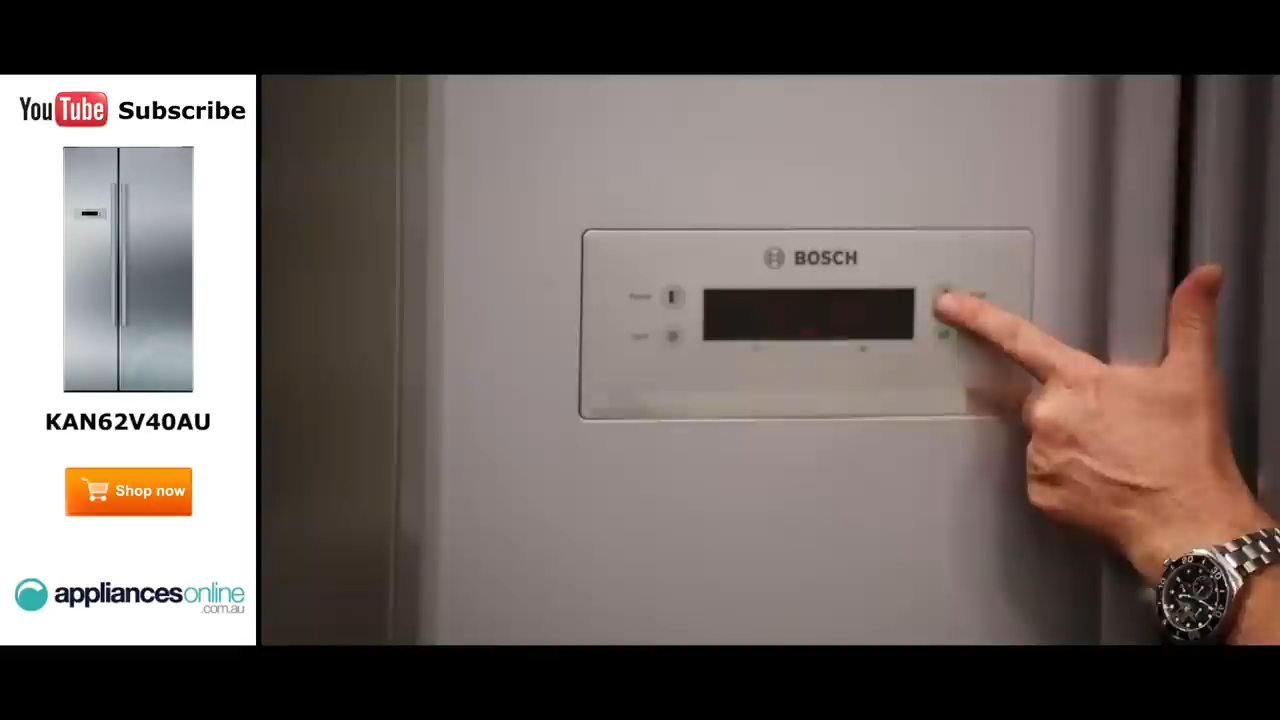 YouTube Subscribe
KAN62V40AU
Shop now
appliancesonline
.com.au
BOSCH